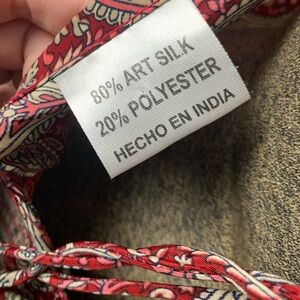 80% ART SILK
20% POLYESTER
HECHO EN INDIA